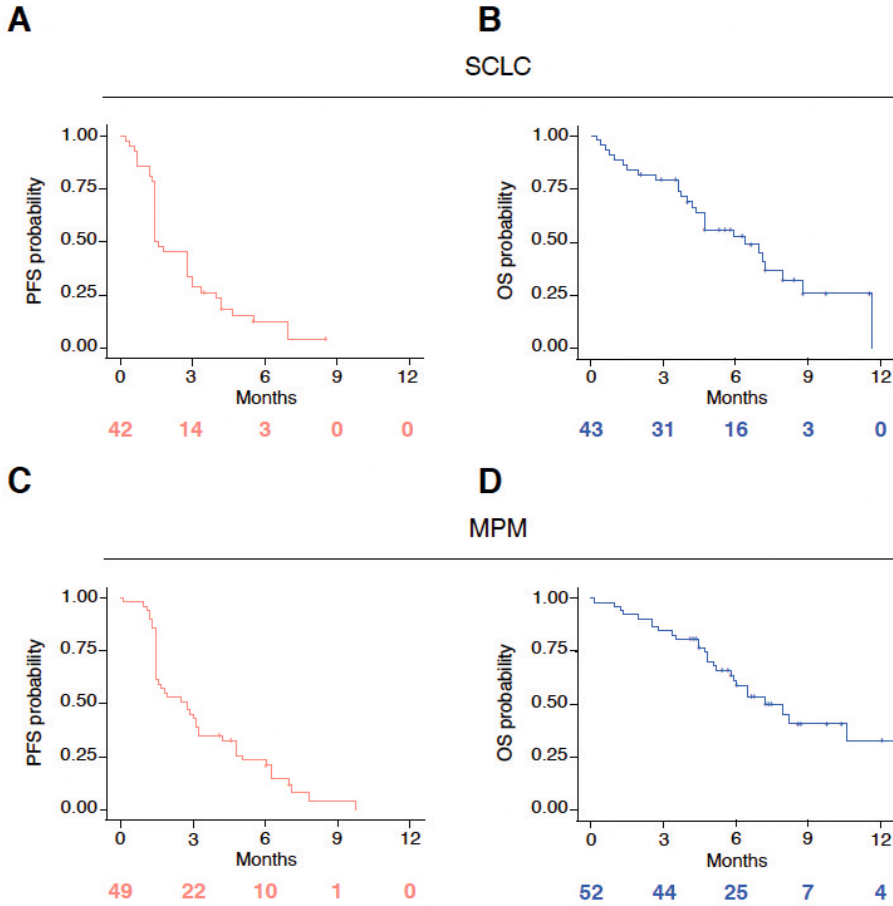 A B
SCLC
PFS probability
1.00
0.75
0.50
0.25
0.00
0 3 6 9 12
Months
42 14 3 0 0
OS probability
1.00
0.75
0.50
0.25
0.00
0 3 6 9 12
Months
43 31 16 3 0
C D
MPM
PFS probability
1.00
0.75
0.50
0.25
0.00
0 3 6 9 12
Months
49 22 10 1 0
OS probability
1.00
0.75
0.50
0.25
0.00
0 3 6 9 12
Months
52 44 25 7 4